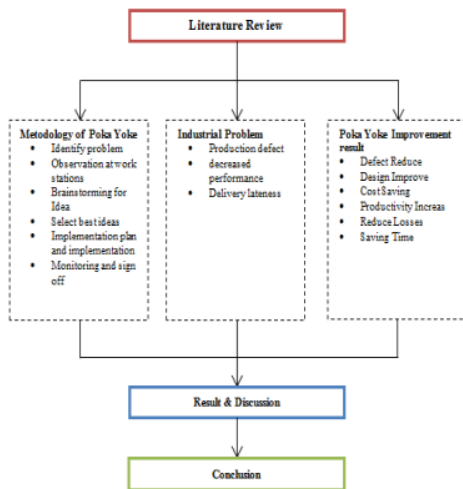 Literature Review
Metodology of Poka Yoke
• Identify problem
• Observation at work
stations
• Brainstorming for
Idea
• Select best ideas
• Implementation plan
and implementation
• Monitoring and sign
off
Industrial Problem
• Production defect
• decreased
performance
• Delivery lateness
Poka Yoke Improvement
result
• Defect Reduce
• Design Improve
• Cost Saving
• Productivity Increas
• Reduce Losses
• Saving Time
Result & Discussion
Conclusion